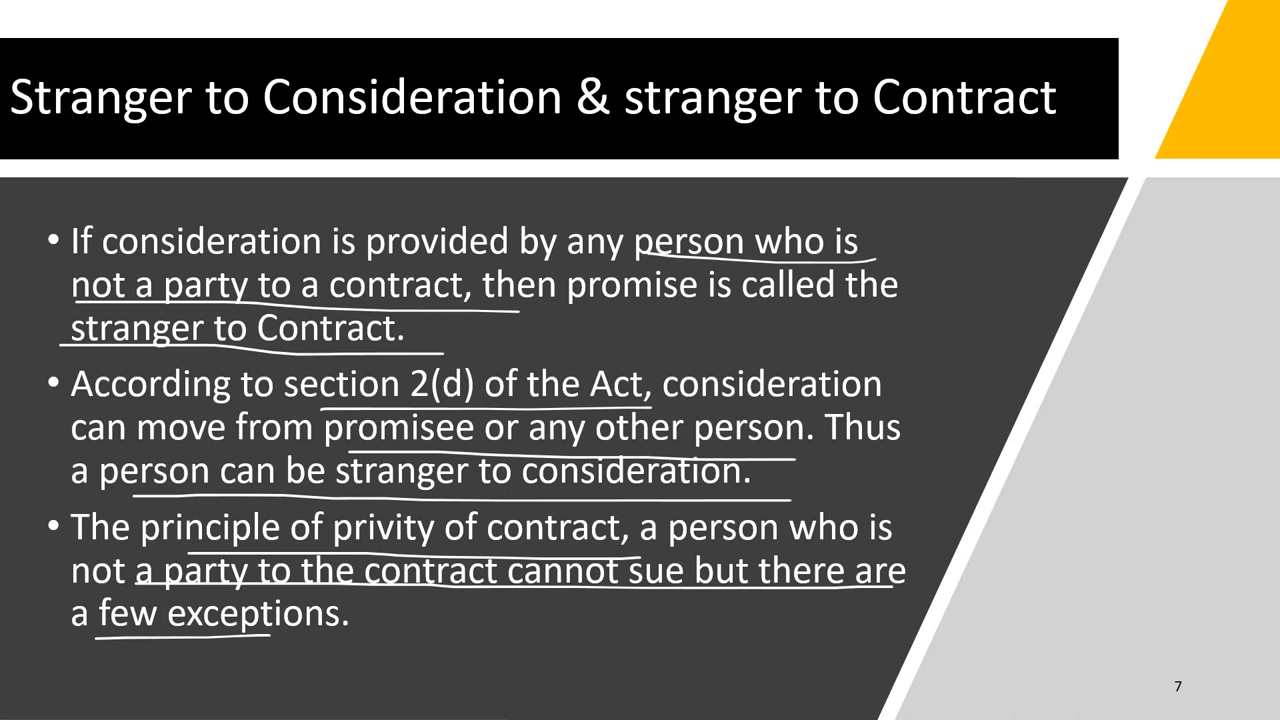 Stranger to Consideration & stranger to Contract
• If consideration is provided by any person who is
not a party to a contract, then promise is called the
stranger to Contract.
• According to section 2(d) of the Act, consideration
can move from promisee or any other person. Thus
a person can be stranger to consideration.
• The principle of privity of contract, a person who is
not a party to the contract cannot sue but there are
a few exceptions.
7